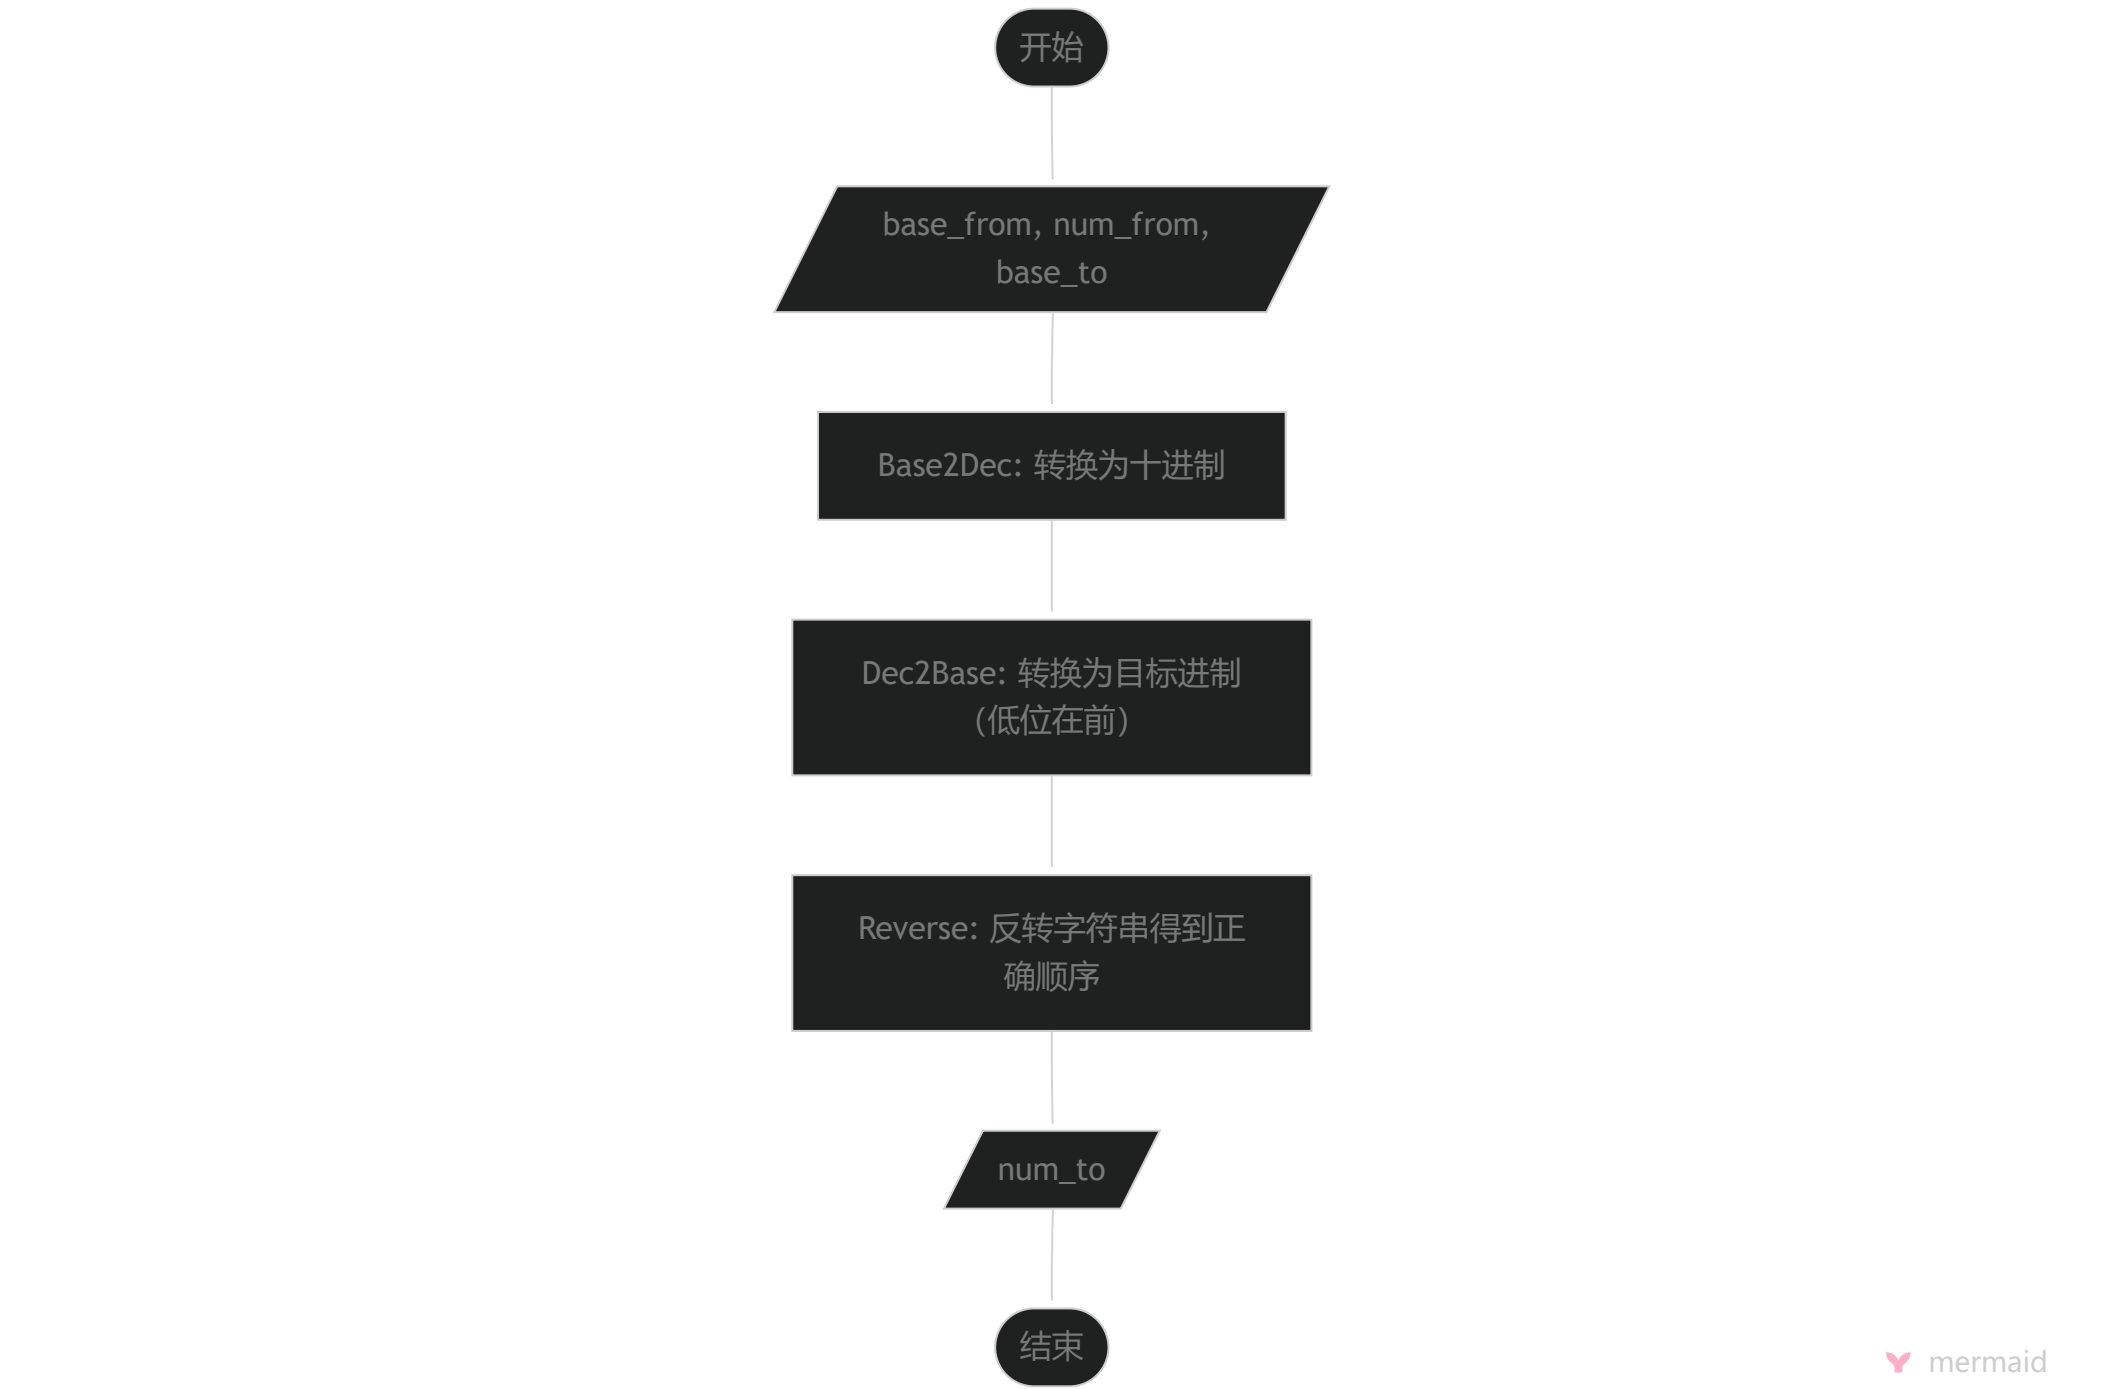 开始
base_from, num_from,
base_to
Base2Dec: 转换为十进制
Dec2Base: 转换为目标进制
(低位在前)
Reverse: 反转字符串得到正
确顺序
num_to
结束
mermaid